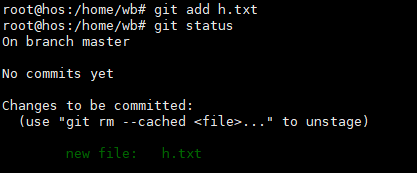 root@hos:/home/wb# git add h.txt
root@hos:/home/wb# git status
On branch master
No commits yet
Changes to be committed:
(use "git rm --cached <file>..." to unstage)
new file: h.txt